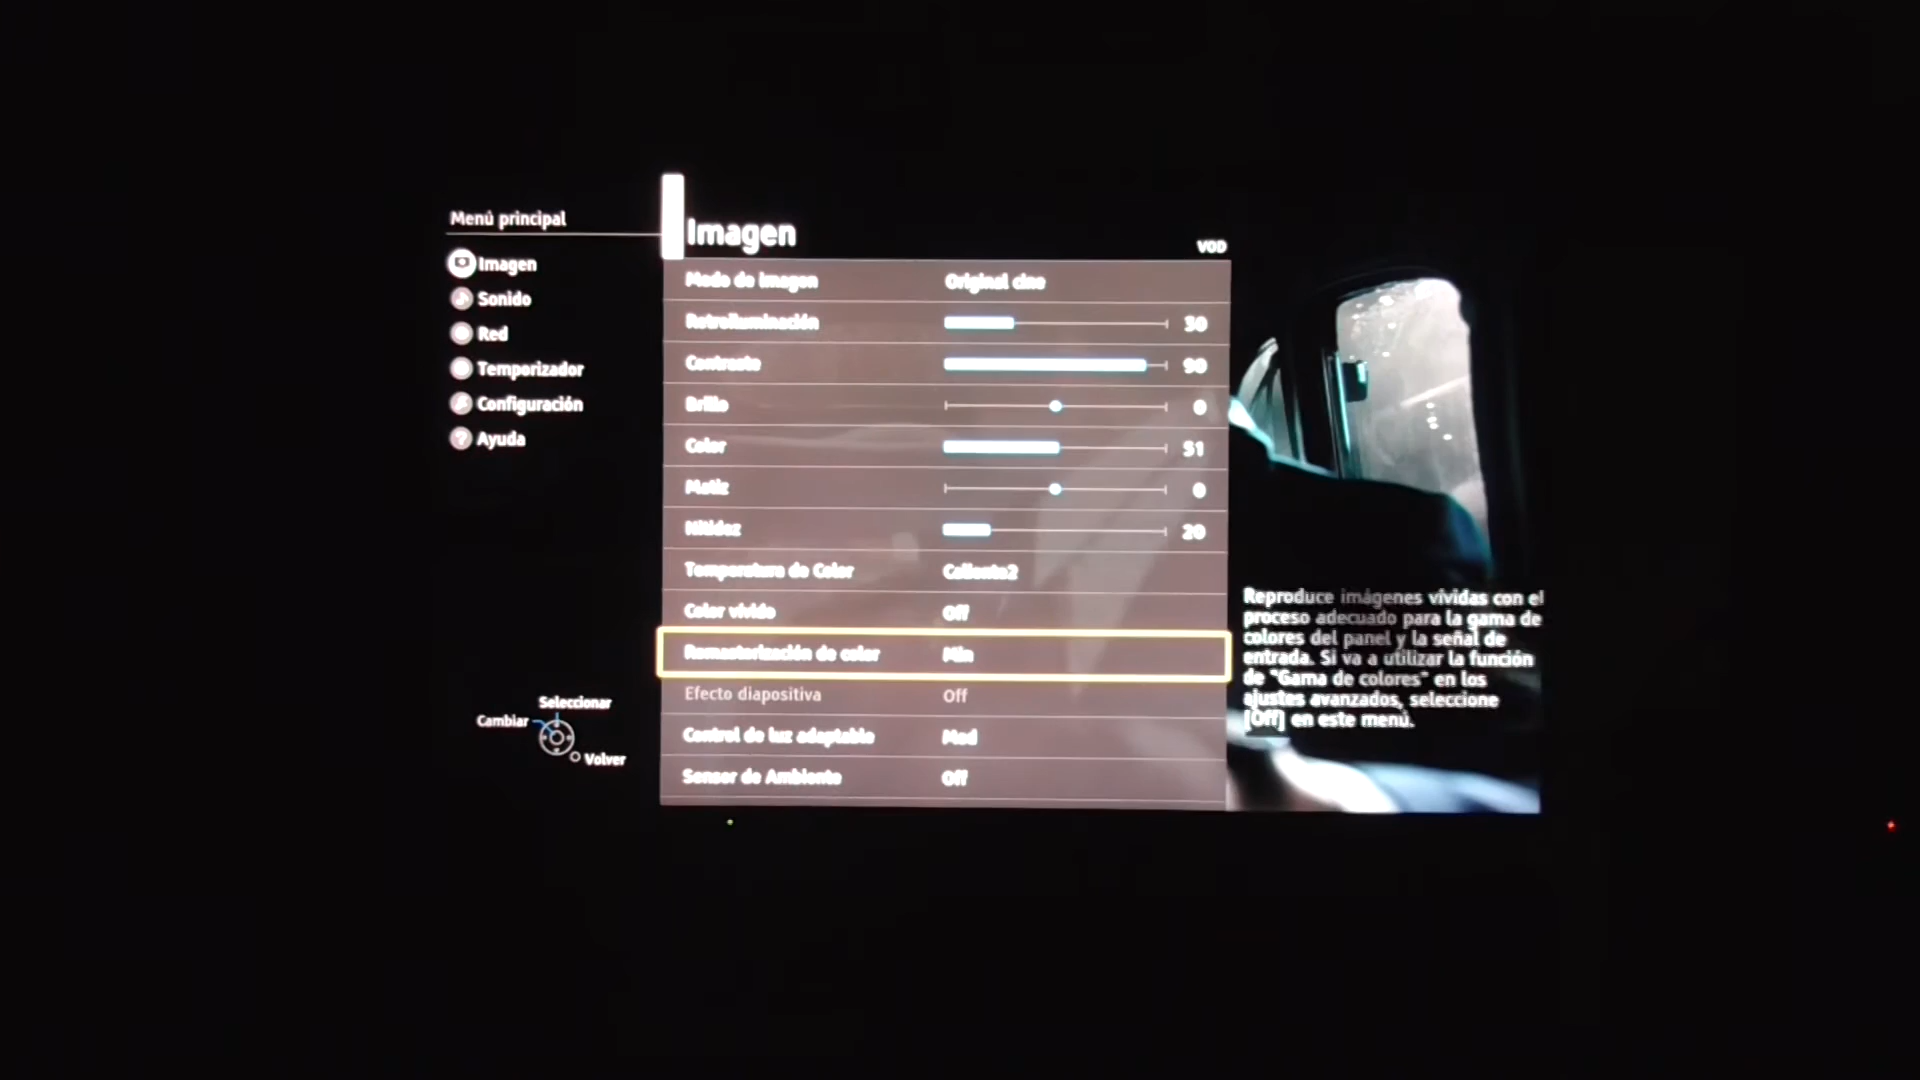 Menú principal
Imagen
Sonido
Red
Temporizador
Configuración
Ayuda
Seleccionar
Cambiar
Volver
Imagen
VOD
Modo de imagen Original cine
Retroiluminación 30
Contraste 90
Brillo 0
Color 51
Matiz 0
Nitidez 20
Temperatura de Color Caliente2
Color vívido Off
Remasterización de color Min
Efecto diapositiva Off
Control de luz adaptable Med
Sensor de Ambiente Off
Reproduce imágenes vívidas con el
proceso adecuado para la gama de
colores del panel y la señal de
entrada. Si va a utilizar la función
de "Gama de colores" en los
ajustes avanzados, seleccione
[Off] en este menú.